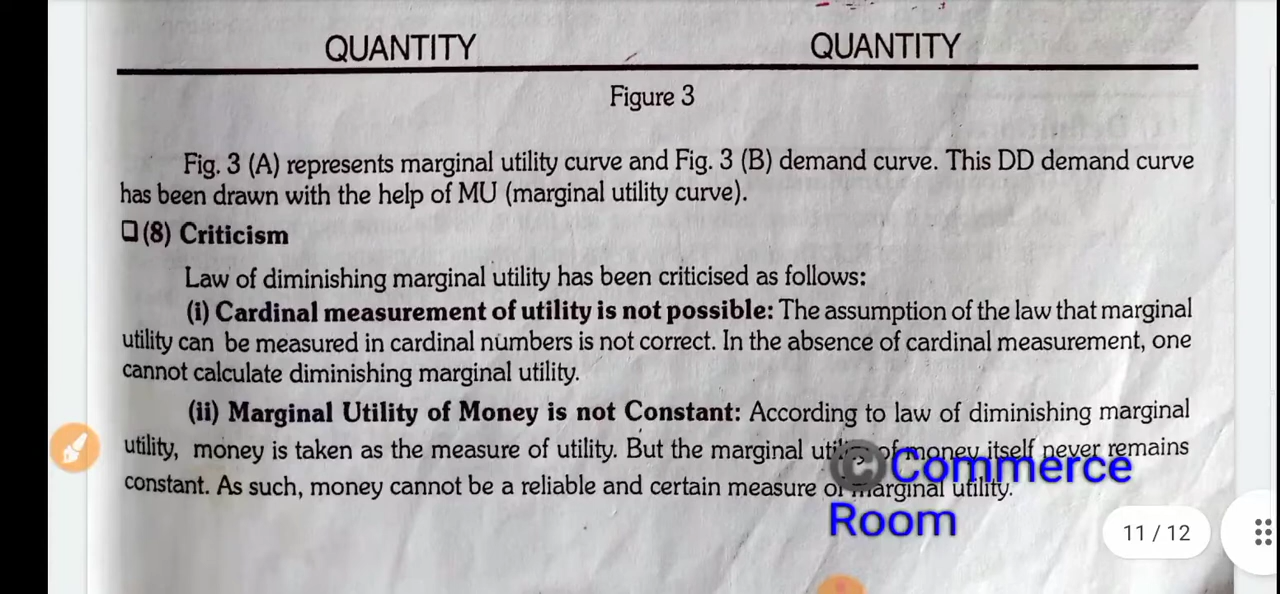 QUANTITY QUANTITY
Figure 3
Fig. 3 (A) represents marginal utility curve and Fig. 3 (B) demand curve. This DD demand curve
has been drawn with the help of MU (marginal utility curve).
(8) Criticism
Law of diminishing marginal utility has been criticised as follows:
(i) Cardinal measurement of utility is not possible: The assumption of the law that marginal
utility can be measured in cardinal numbers is not correct. In the absence of cardinal measurement, one
cannot calculate diminishing marginal utility.
(ii) Marginal Utility of Money is not Constant: According to law of diminishing marginal
utility, money is taken as the measure of utility. But the marginal utility of money itself never remains
constant. As such, money cannot be a reliable and certain measure of marginal utility.
©Commerce
Room
11 / 12